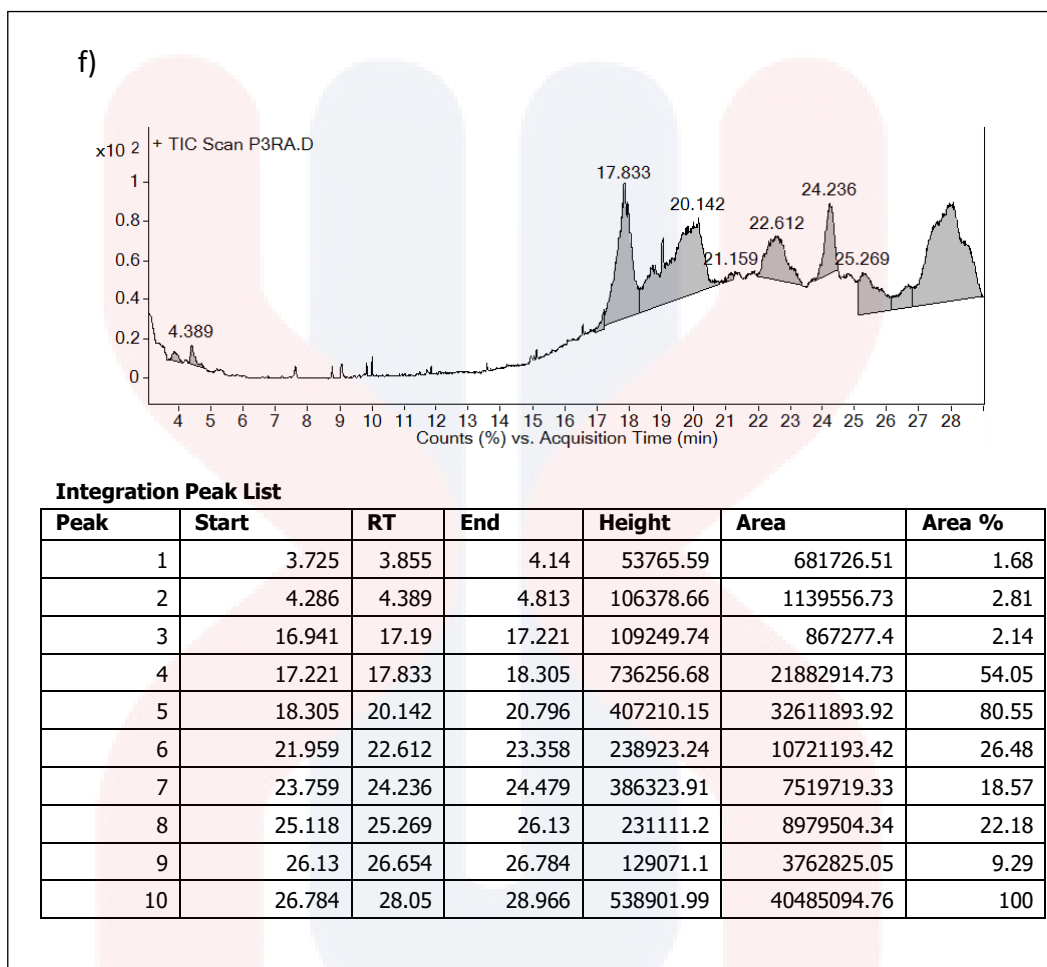 f)
x10 2
+ TIC Scan P3RA.D
1
0.8
0.6
0.4
0.2
0
4.389
17.833
20.142
21.159
22.612
24.236
25.269
4 5 6 7 8 9 10 11 12 13 14 15 16 17 18 19 20 21 22 23 24 25 26 27 28
Counts (%) vs. Acquisition Time (min)
Integration Peak List
Peak Start RT End Height Area Area %
1 3.725 3.855 4.14 53765.59 681726.51 1.68
2 4.286 4.389 4.813 106378.66 1139556.73 2.81
3 16.941 17.19 17.221 109249.74 867277.4 2.14
4 17.221 17.833 18.305 736256.68 21882914.73 54.05
5 18.305 20.142 20.796 407210.15 32611893.92 80.55
6 21.959 22.612 23.358 238923.24 10721193.42 26.48
7 23.759 24.236 24.479 386323.91 7519719.33 18.57
8 25.118 25.269 26.13 231111.2 8979504.34 22.18
9 26.13 26.654 26.784 129071.1 3762825.05 9.29
10 26.784 28.05 28.966 538901.99 40485094.76 100